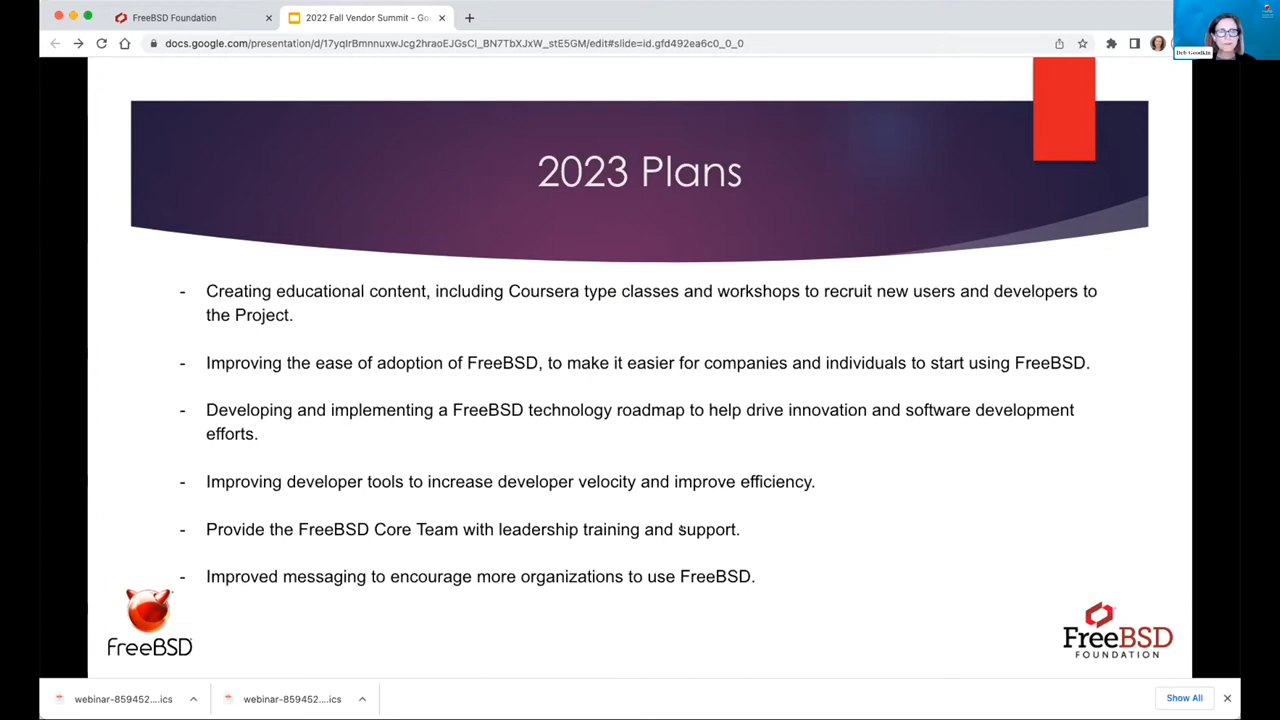 FreeBSD Foundation
2022 Fall Vendor Summit - Go
docs.google.com/presentation/d/17yqIrBmnnuxwJcg2hraoEJGsCI_BN7TbXJxW_stE5GM/edit#slide=id.gfd492ea6c0_0_0
Deb Goodkin
2023 Plans
- Creating educational content, including Coursera type classes and workshops to recruit new users and developers to
the Project.
- Improving the ease of adoption of FreeBSD, to make it easier for companies and individuals to start using FreeBSD.
- Developing and implementing a FreeBSD technology roadmap to help drive innovation and software development
efforts.
- Improving developer tools to increase developer velocity and improve efficiency.
- Provide the FreeBSD Core Team with leadership training and support.
- Improved messaging to encourage more organizations to use FreeBSD.
FreeBSD
FreeBSD
FOUNDATION
webinar-859452....ics
webinar-859452....ics
Show All